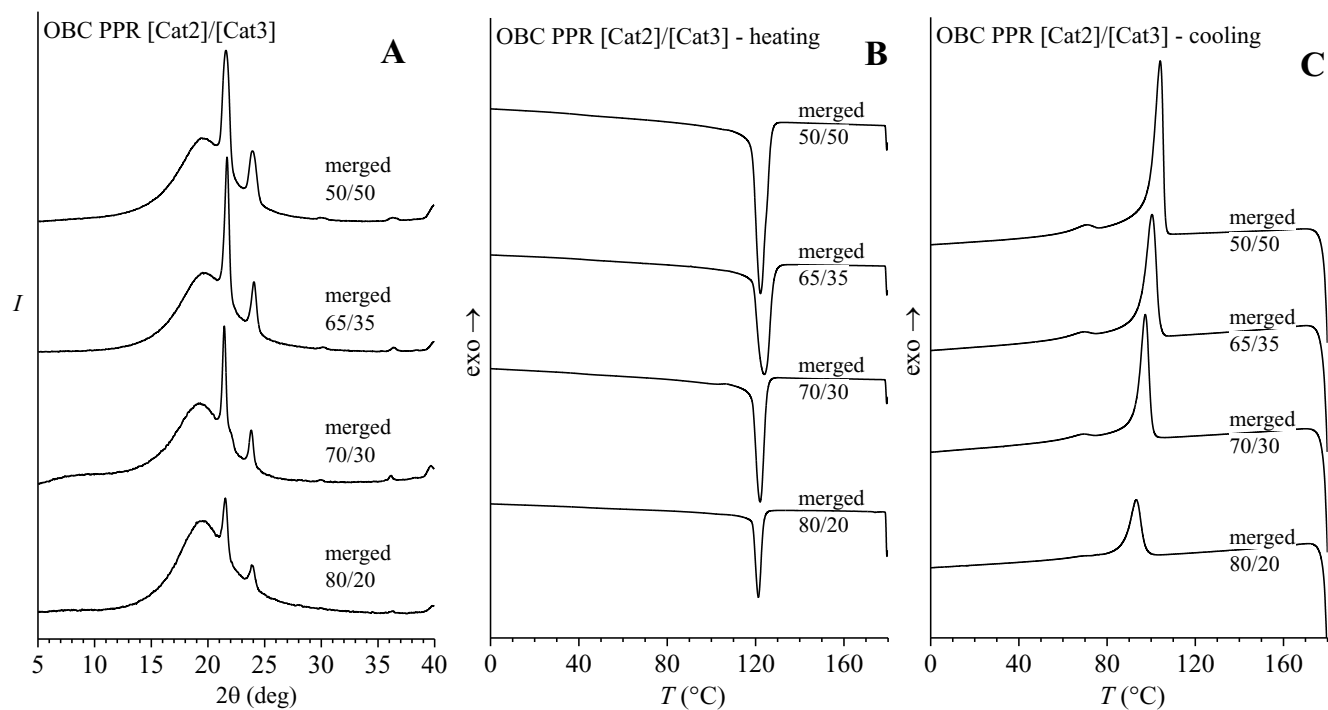 OBC PPR [Cat2]/[Cat3]
A
merged
50/50
merged
65/35
merged
70/30
merged
80/20
I
5 10 15 20 25 30 35 40
2θ (deg)
OBC PPR [Cat2]/[Cat3] - heating
B
merged
50/50
merged
65/35
merged
70/30
merged
80/20
exo →
0 40 80 120 160
T (°C)
OBC PPR [Cat2]/[Cat3] - cooling
C
merged
50/50
merged
65/35
merged
70/30
merged
80/20
exo →
0 40 80 120 160
T (°C)